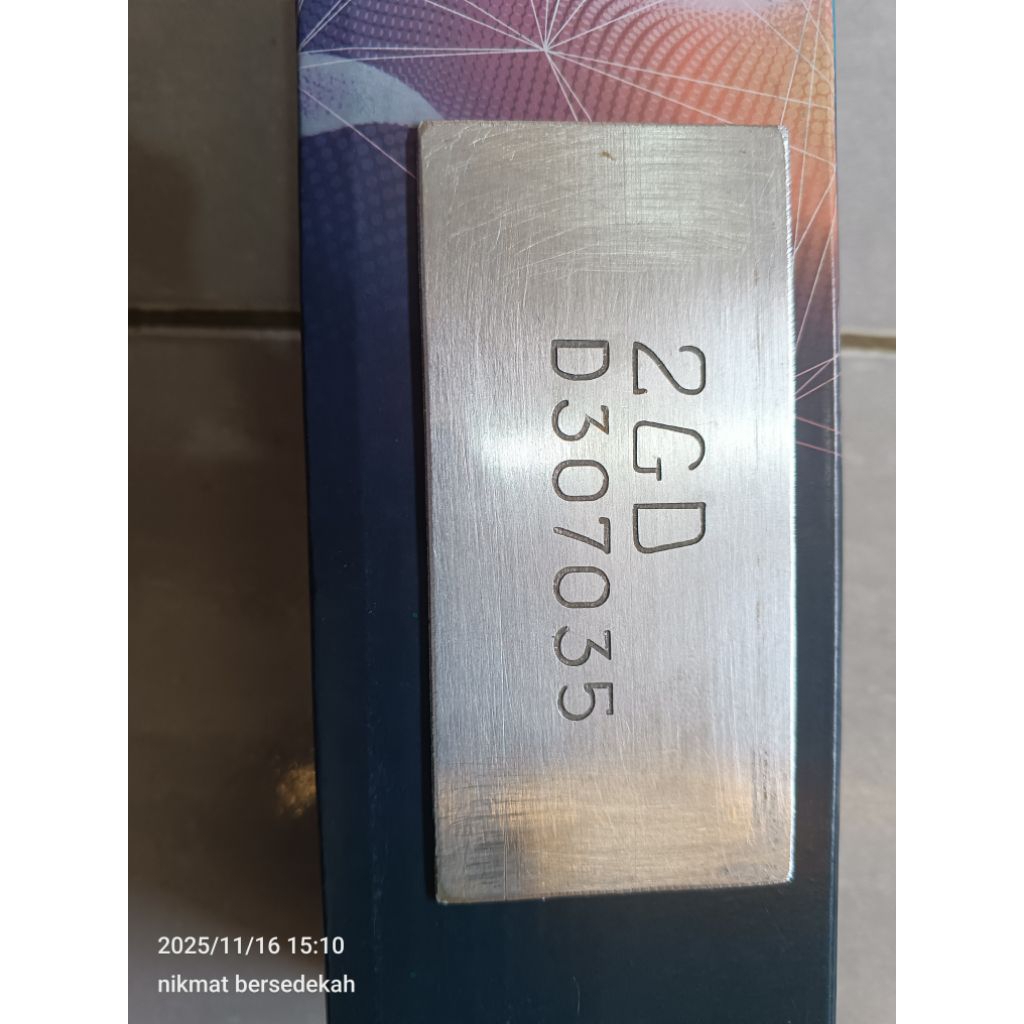 2GD
D307035
2025/11/16 15:10
nikmat bersedekah